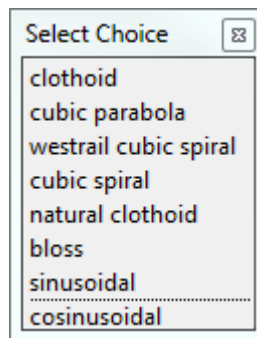 Select Choice
clothoid
cubic parabola
westrail cubic spiral
cubic spiral
natural clothoid
bloss
sinusoidal
cosinusoidal